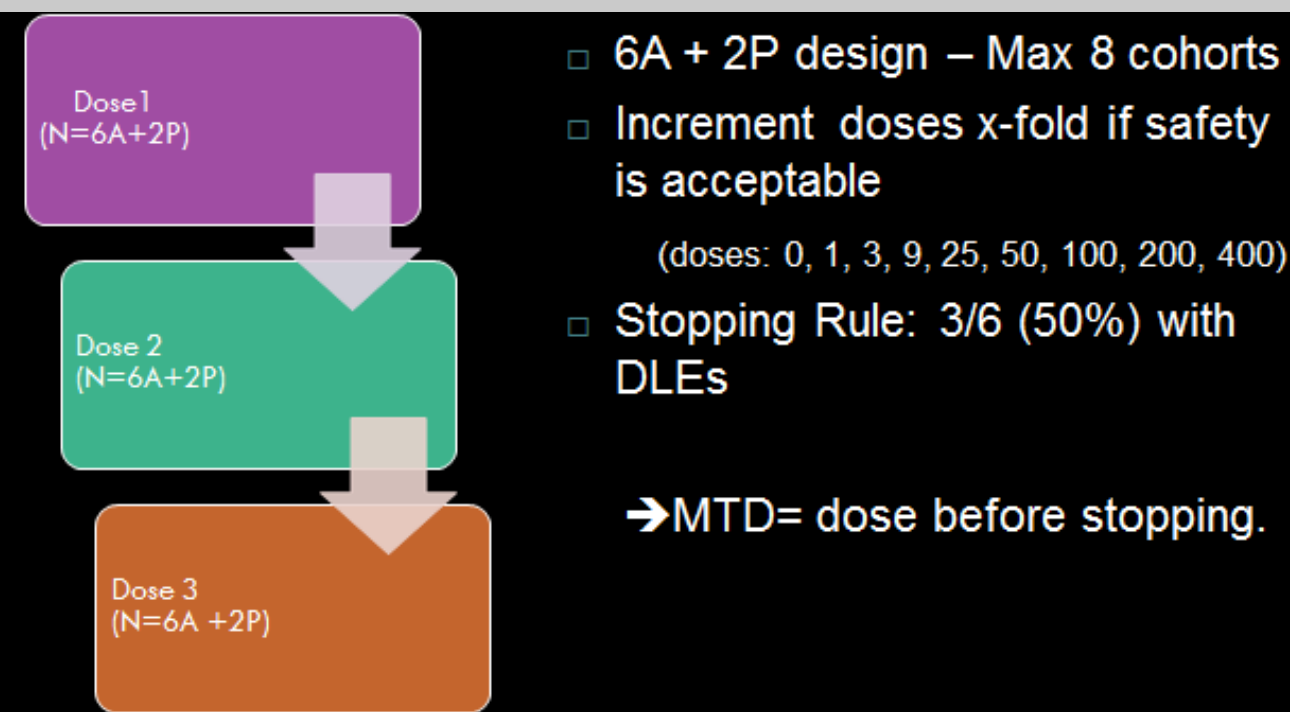 Dose1
(N=6A+2P)
Dose 2
(N=6A+2P)
Dose 3
(N=6A +2P)
6A + 2P design – Max 8 cohorts
Increment doses x-fold if safety
is acceptable
(doses: 0, 1, 3, 9, 25, 50, 100, 200, 400)
Stopping Rule: 3/6 (50%) with
DLEs
➔MTD= dose before stopping.